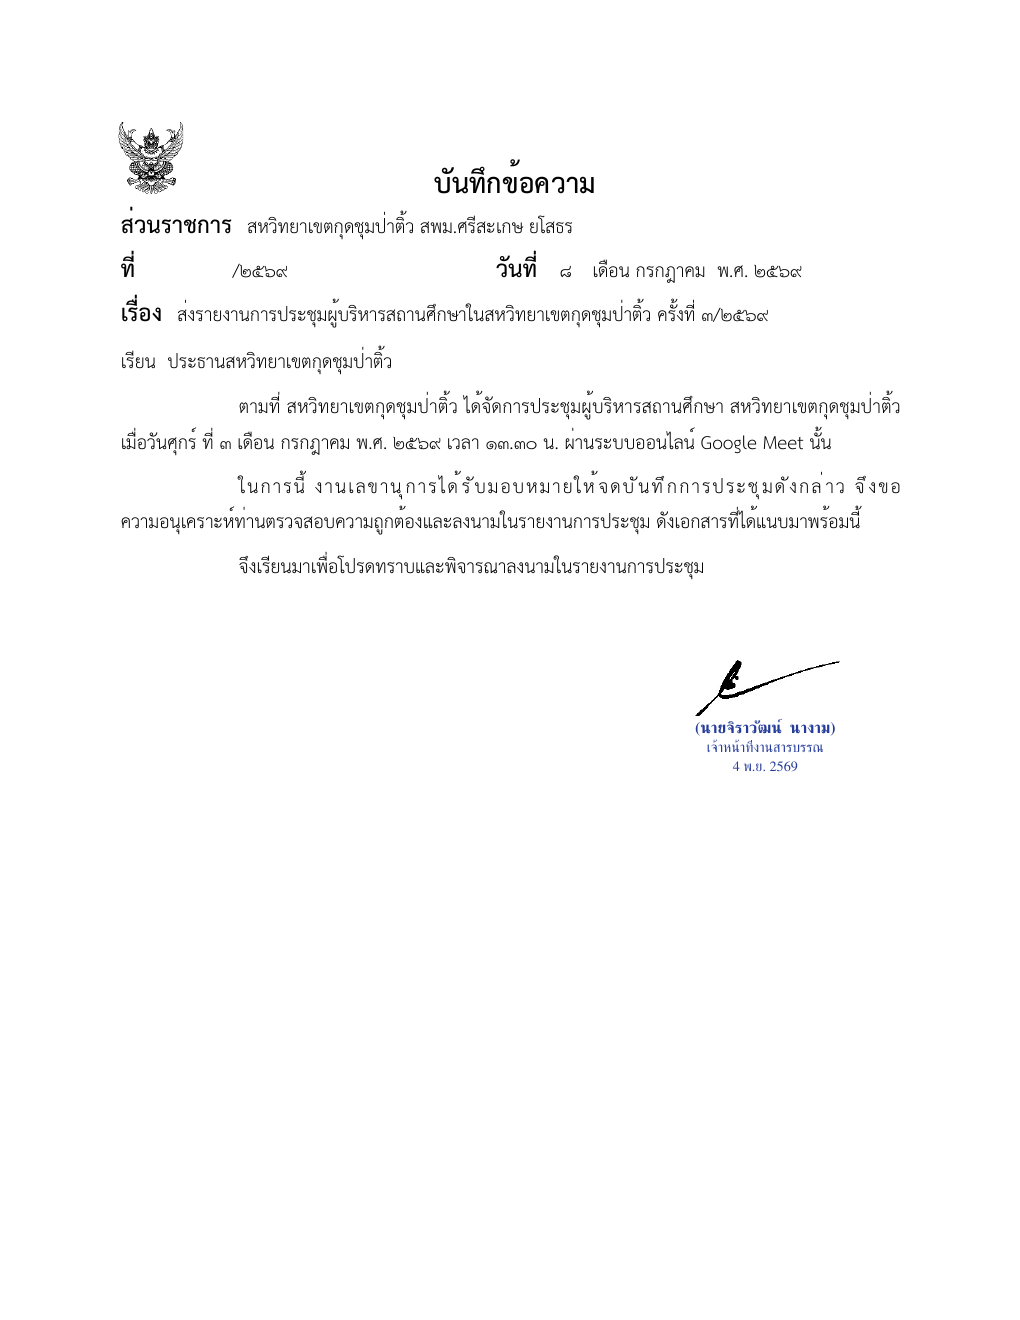 บันทึกข้อความ
ส่วนราชการ สหวิทยาเขตกุดชุมป่าติ้ว สพม.ศรีสะเกษ ยโสธร
ที่ /๒๕๖๙ วันที่ ๘ เดือน กรกฎาคม พ.ศ. ๒๕๖๙
เรื่อง ส่งรายงานการประชุมผู้บริหารสถานศึกษาในสหวิทยาเขตกุดชุมป่าติ้ว ครั้งที่ ๓/๒๕๖๙
เรียน ประธานสหวิทยาเขตกุดชุมป่าติ้ว
ตามที่ สหวิทยาเขตกุดชุมป่าติ้ว ได้จัดการประชุมผู้บริหารสถานศึกษา สหวิทยาเขตกุดชุมป่าติ้ว
เมื่อวันศุกร์ ที่ ๓ เดือน กรกฎาคม พ.ศ. ๒๕๖๙ เวลา ๑๓.๓๐ น. ผ่านระบบออนไลน์ Google Meet นั้น
ในการนี้ งานเลขานุการได้รับมอบหมายให้จดบันทึกการประชุมดังกล่าว จึงขอ
ความอนุเคราะห์ท่านตรวจสอบความถูกต้องและลงนามในรายงานการประชุม ดังเอกสารที่ได้แนบมาพร้อมนี้
จึงเรียนมาเพื่อโปรดทราบและพิจารณาลงนามในรายงานการประชุม
(นายจิราวัฒน์ นางาม)
เจ้าหน้าที่งานสารบรรณ
4 พ.ย. 2569